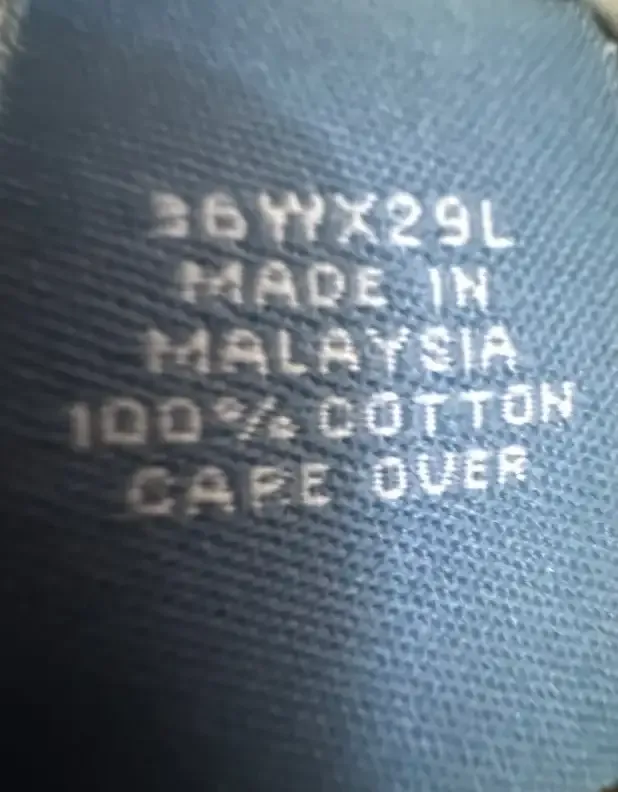 36WX29L
MADE IN
MALAYSIA
100% COTTON
CARE OVER